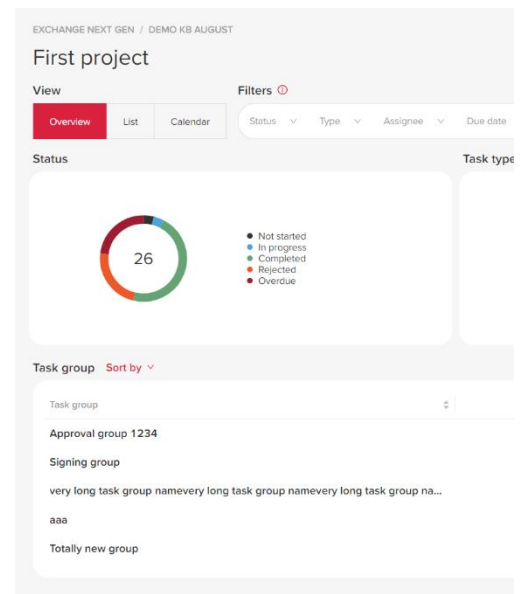 EXCHANGE NEXT GEN / DEMO KB AUGUST
First project
View
Filters
Overview
List
Calendar
Status
Type
Assignee
Due date
Status
Task type
26
Not started
In progress
Completed
Rejected
Overdue
Task group Sort by
Task group
Approval group 1234
Signing group
very long task group namevery long task group namevery long task group na...
aaa
Totally new group